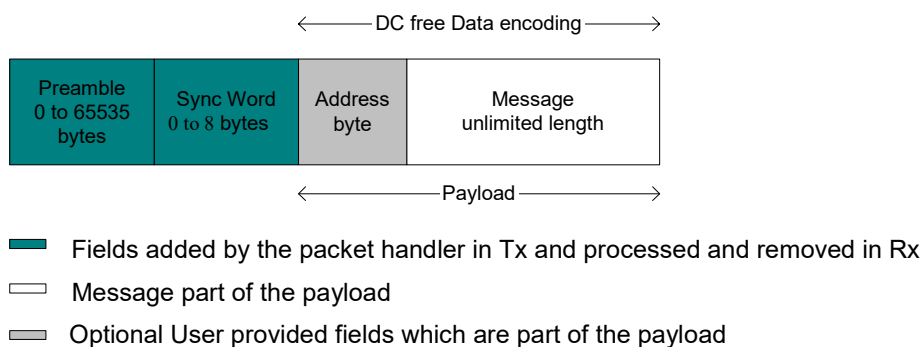 DC free Data encoding
Preamble
0 to 65535
bytes
Sync Word
0 to 8 bytes
Address
byte
Message
unlimited length
Payload
Fields added by the packet handler in Tx and processed and removed in Rx
Message part of the payload
Optional User provided fields which are part of the payload